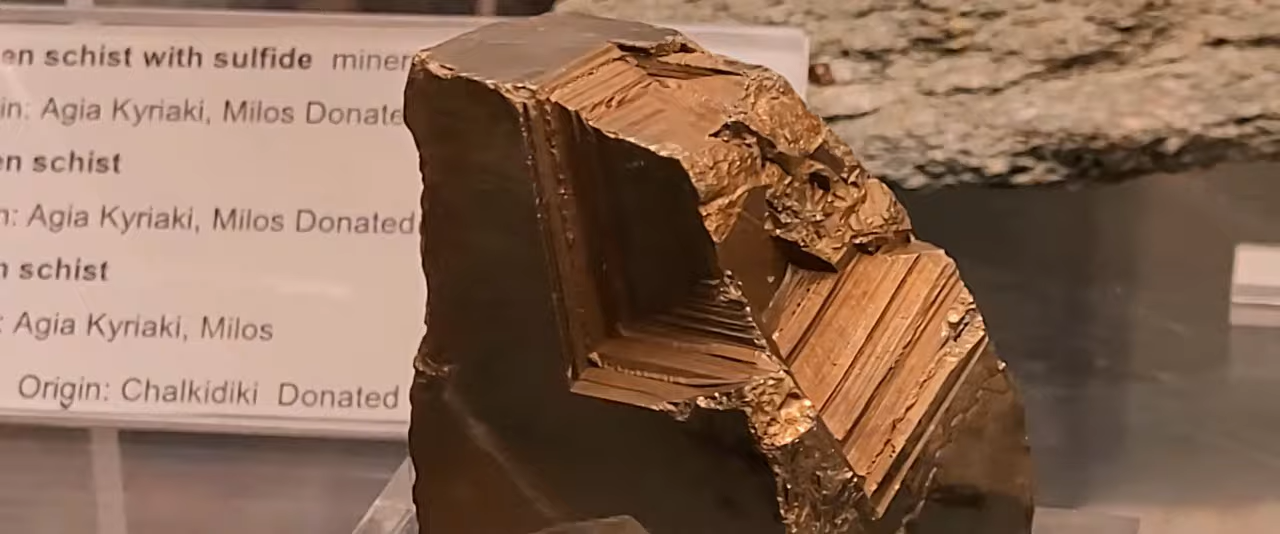 en schist with sulfide miner
in: Agia Kyriaki, Milos Donate
en schist
n: Agia Kyriaki, Milos Donated
n schist
: Agia Kyriaki, Milos
Origin: Chalkidiki Donated